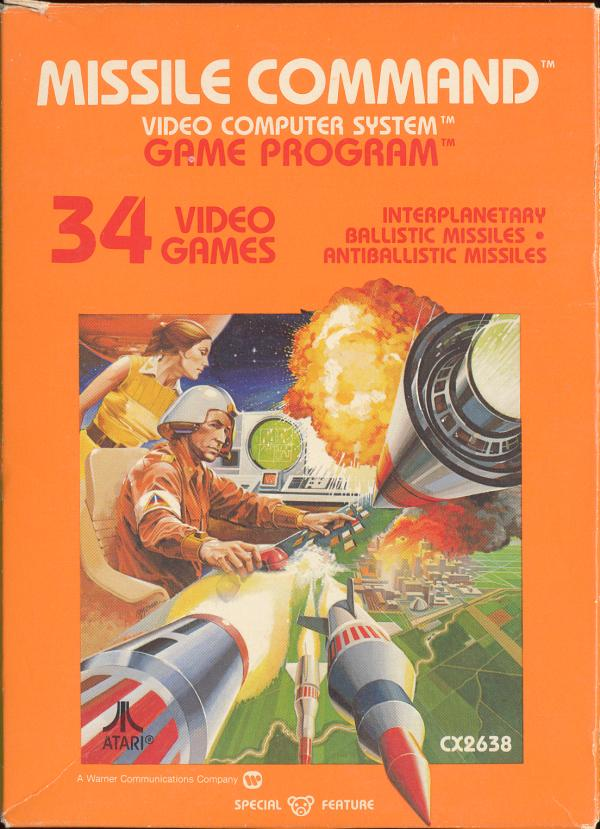 MISSILE COMMAND™
VIDEO COMPUTER SYSTEM™
GAME PROGRAM™
34 VIDEO GAMES
INTERPLANETARY
BALLISTIC MISSILES •
ANTIBALLISTIC MISSILES
ATARI®
CX2638
A Warner Communications Company
SPECIAL FEATURE